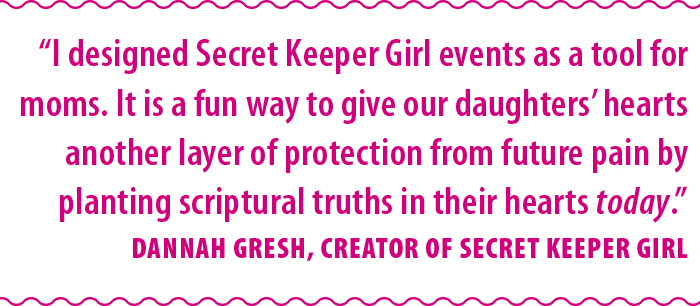 “I designed Secret Keeper Girl events as a tool for
moms. It is a fun way to give our daughters’ hearts
another layer of protection from future pain by
planting scriptural truths in their hearts today.”
DANNAH GRESH, CREATOR OF SECRET KEEPER GIRL